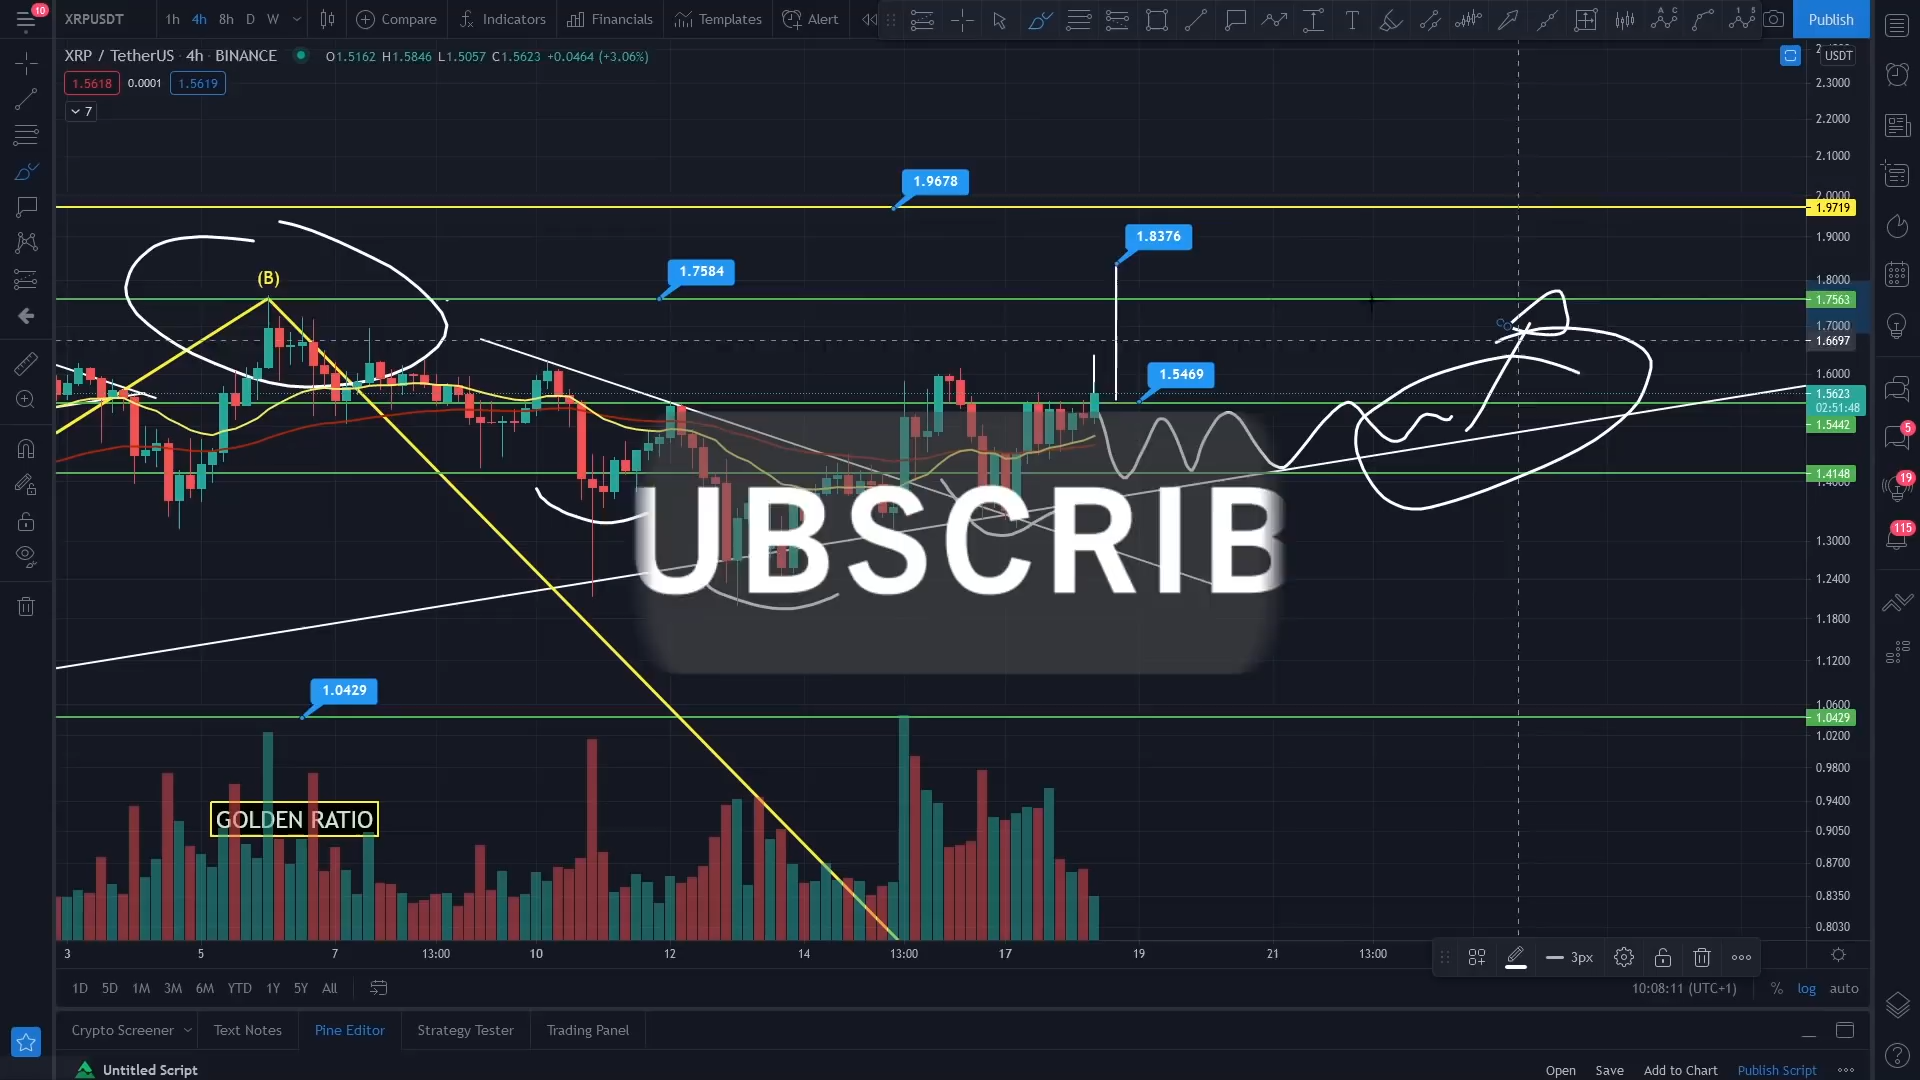 10
XRPUSDT
1h 4h 8h D W
Compare
Indicators
Financials
Templates
Alert
Publish
XRP / TetherUS · 4h · BINANCE
O1.5162 H1.5846 L1.5057 C1.5623 +0.0464 (+3.06%)
1.5618 0.0001 1.5619
7
USDT
2.3000
2.2000
2.1000
1.9678
2.0000
1.9719
1.8376
1.9000
(B)
1.7584
1.8000
1.7563
1.7000
1.6697
1.5469
1.6000
1.5623
02:51:48
1.5442
5
1.4148
1.4000
19
UBSCRIB
115
1.3000
1.2400
1.1800
1.1200
1.0429
1.0600
1.0429
1.0200
0.9800
0.9400
GOLDEN RATIO
0.9050
0.8700
0.8350
0.8030
3 5 7 13:00 10 12 14 13:00 17 19 21 13:00
3px
1D 5D 1M 3M 6M YTD 1Y 5Y All
10:08:11 (UTC+1) % log auto
Crypto Screener Text Notes Pine Editor Strategy Tester Trading Panel
Untitled Script
Open Save Add to Chart Publish Script